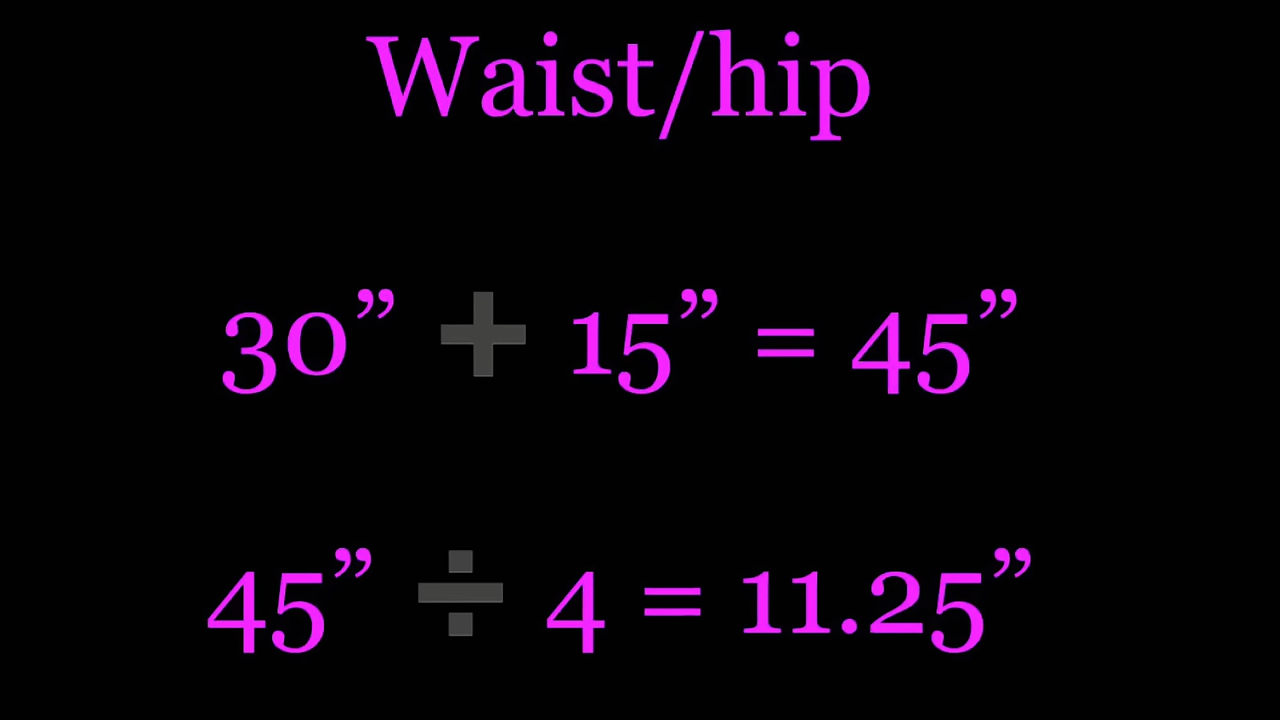 Waist/hip
30” ➕ 15” = 45”
45” ➗ 4 = 11.25”